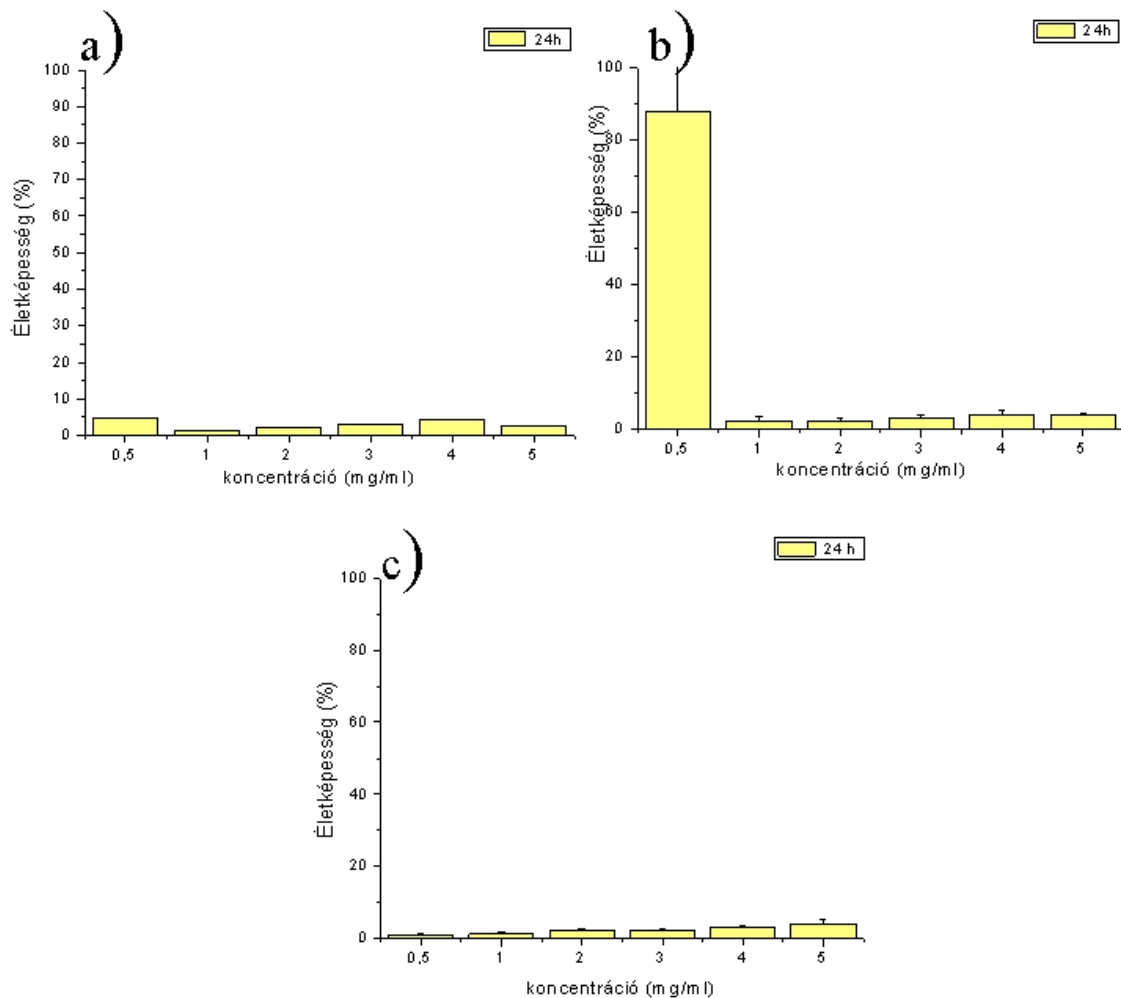 a)
24h
Életképesség (%)
100
90
80
70
60
50
40
30
20
10
0
0,5 1 2 3 4 5
koncentráció (mg/ml)
b)
24h
Életképesség (%)
100
80
60
40
20
0
0,5 1 2 3 4 5
koncentráció (mg/ml)
c)
24 h
Életképesség (%)
100
80
60
40
20
0
0,5 1 2 3 4 5
koncentráció (mg/ml)